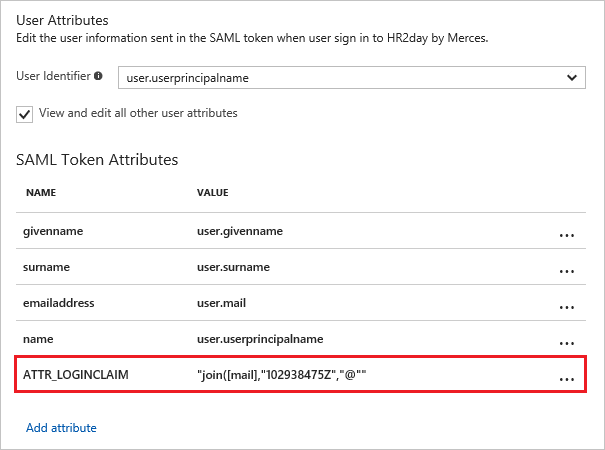 User Attributes
Edit the user information sent in the SAML token when user sign in to HR2day by Merces.
User Identifier user.userprincipalname
View and edit all other user attributes
SAML Token Attributes
NAME VALUE
givenname user.givenname ...
surname user.surname ...
emailaddress user.mail ...
name user.userprincipalname ...
ATTR_LOGINCLAIM "join([mail],"102938475Z","@"" ...
Add attribute